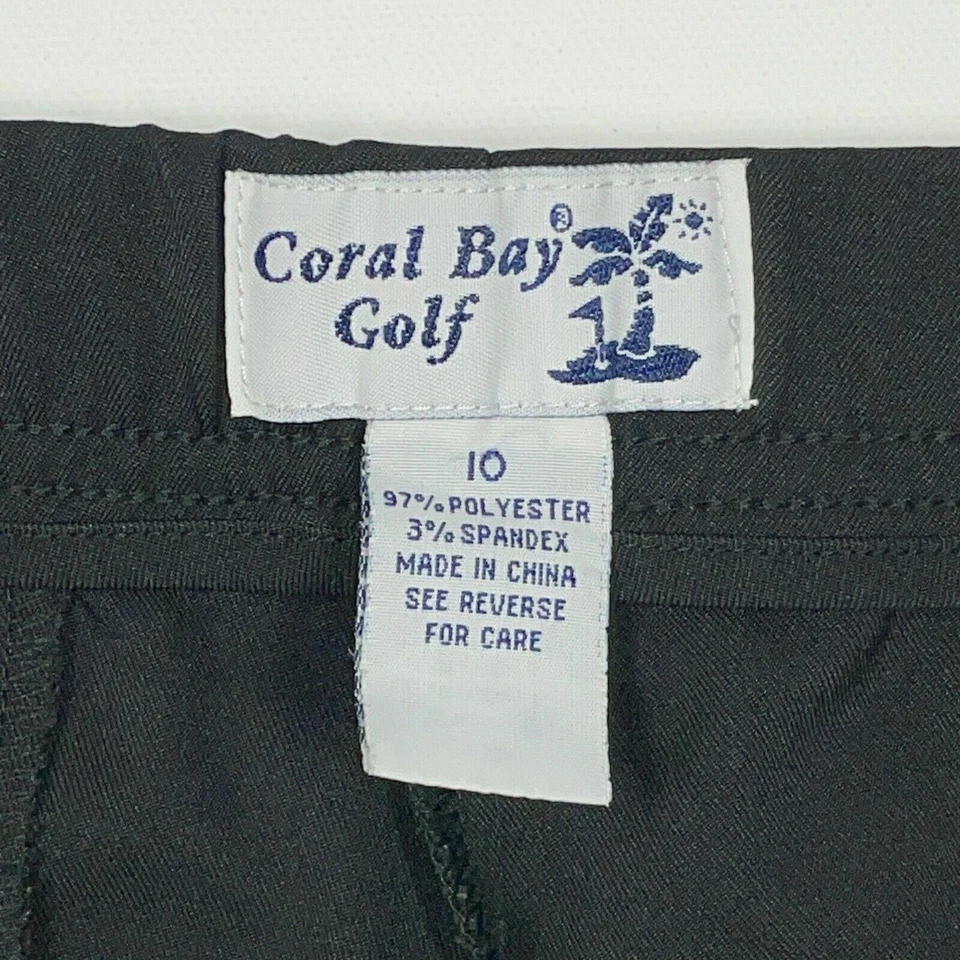 Coral Bay®
Golf
10
97% POLYESTER
3% SPANDEX
MADE IN CHINA
SEE REVERSE
FOR CARE